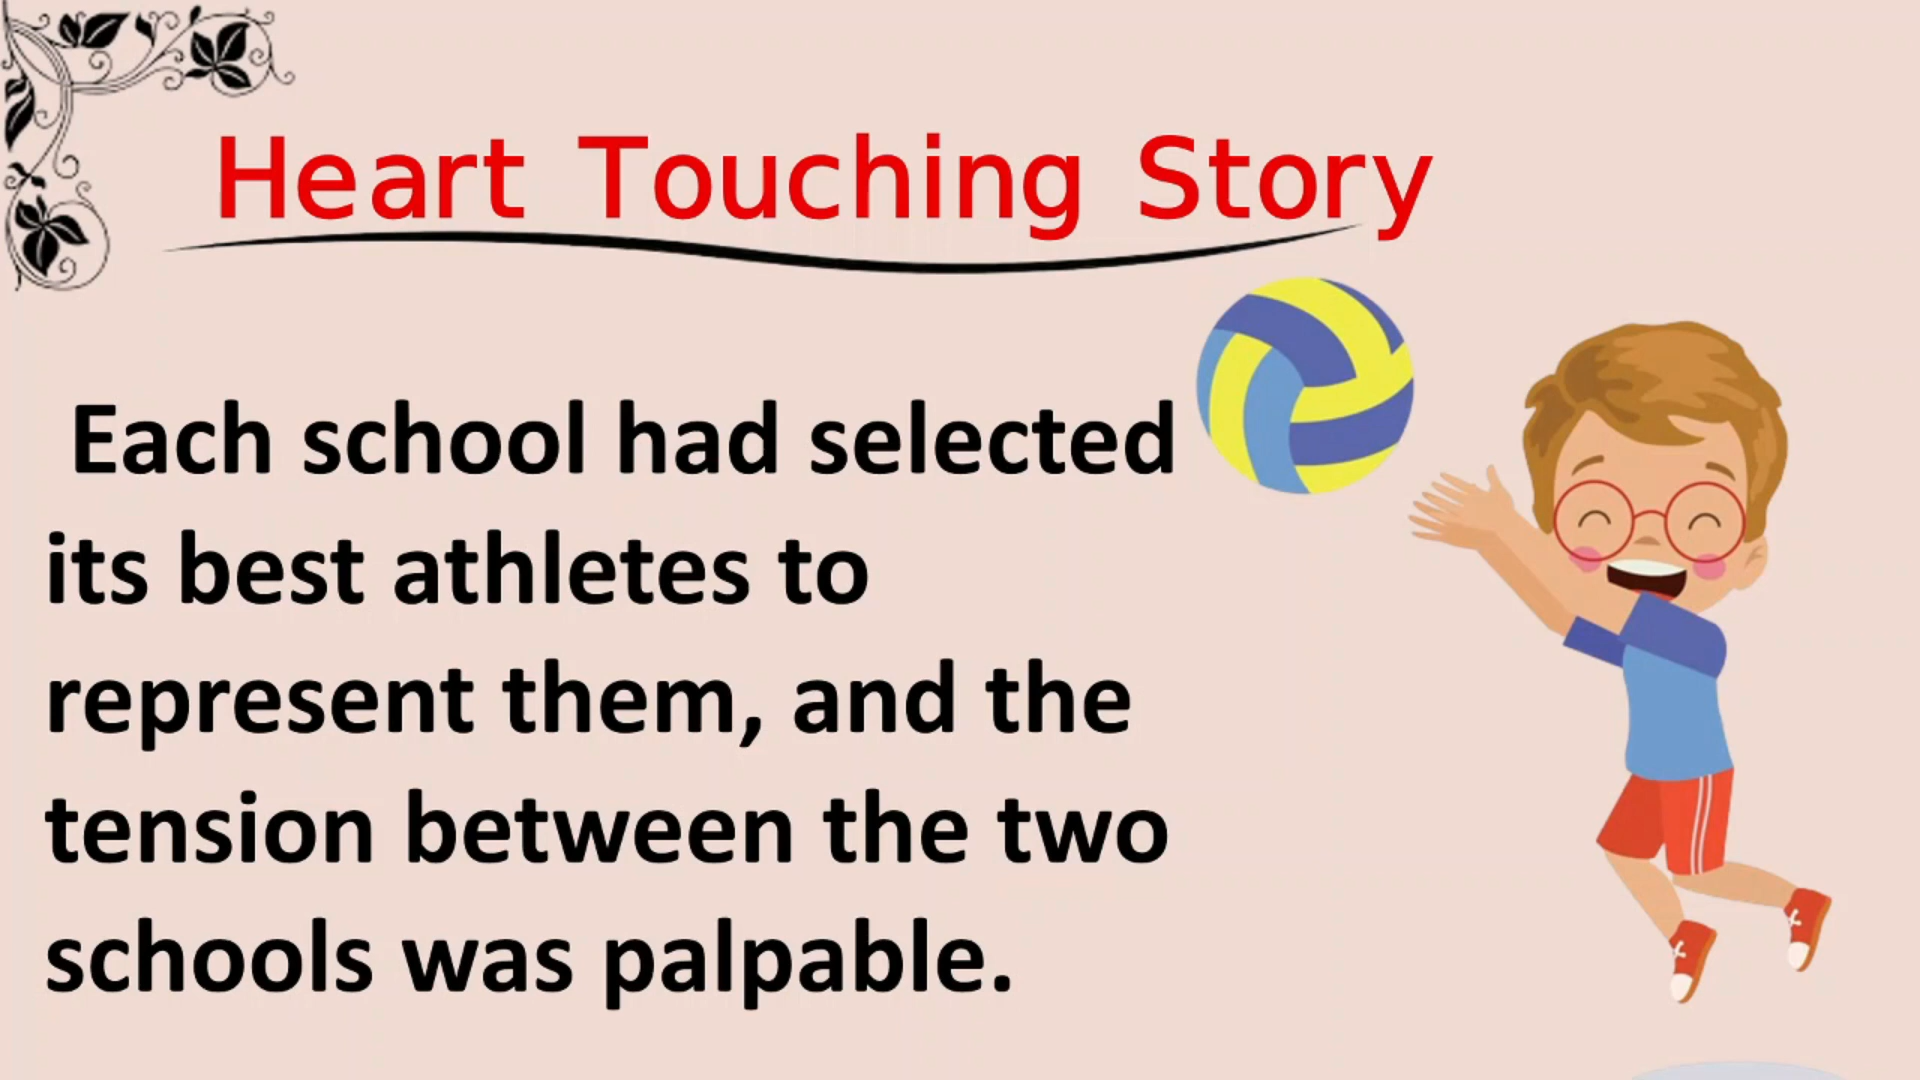 Heart Touching Story
Each school had selected
its best athletes to
represent them, and the
tension between the two
schools was palpable.